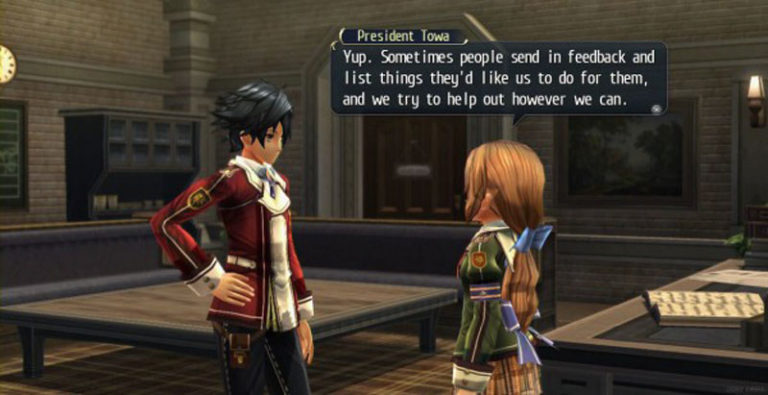 President Towa
Yup. Sometimes people send in feedback and
list things they'd like us to do for them,
and we try to help out however we can.